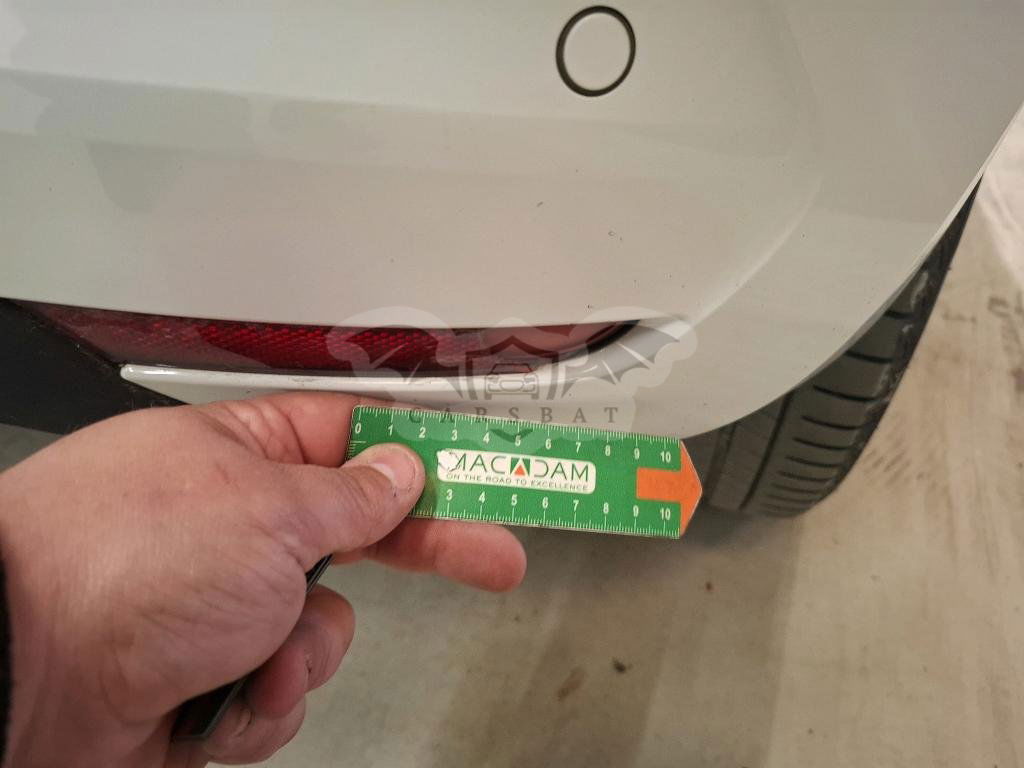 CARSBAT
0 1 2 3 4 5 6 7 8 9 10
MACADAM
ON THE ROAD TO EXCELLENCE
3 4 5 6 7 8 9 10